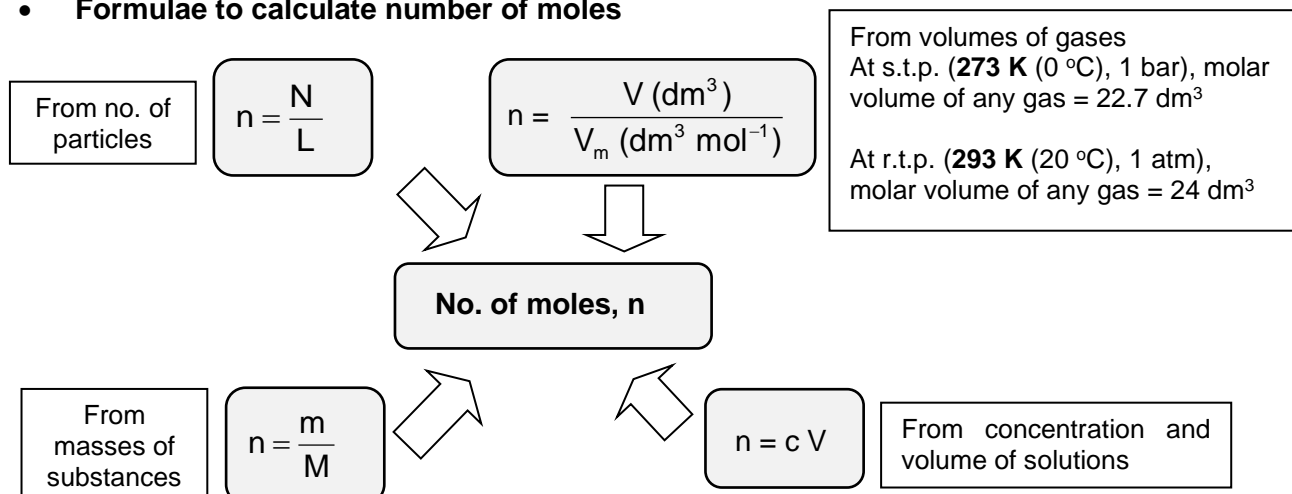 • Formulae to calculate number of moles
From no. of
particles
n = N / L
n = V (dm³) / Vₘ (dm³ mol⁻¹)
From volumes of gases
At s.t.p. (273 K (0 ºC), 1 bar), molar
volume of any gas = 22.7 dm³
At r.t.p. (293 K (20 ºC), 1 atm),
molar volume of any gas = 24 dm³
No. of moles, n
From
masses of
substances
n = m / M
n = c V
From concentration and
volume of solutions